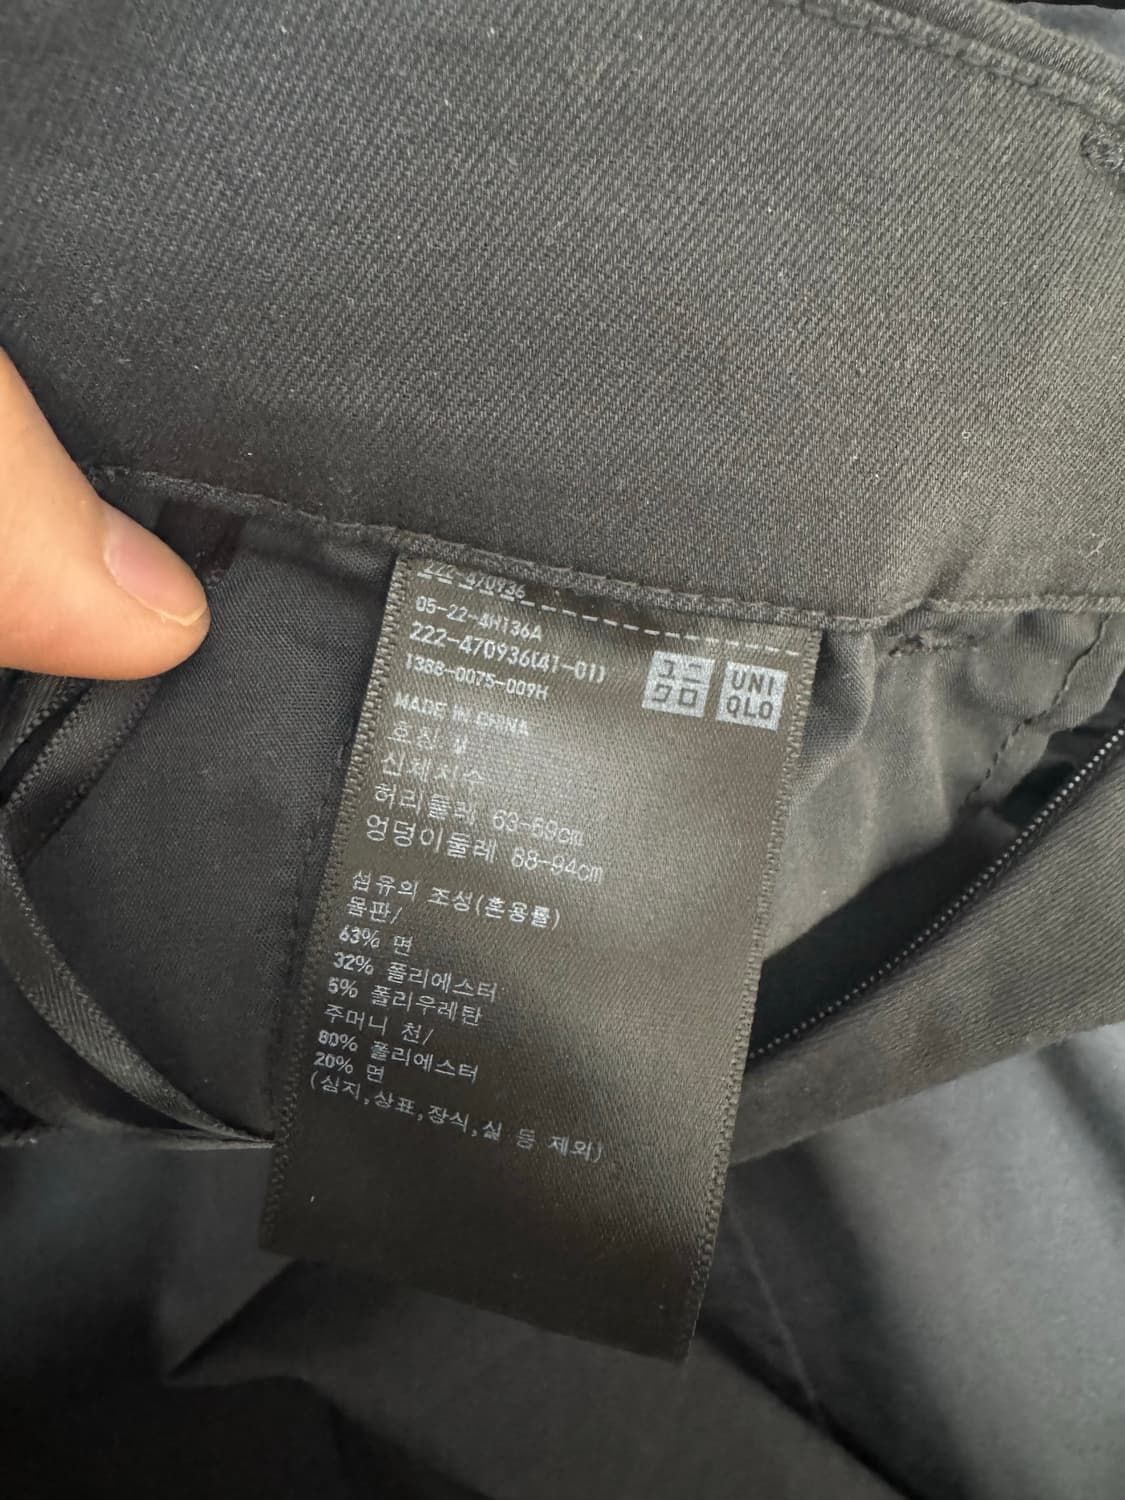 222-470936
05-22-4H136A
222-470936(41-01)
1388-0075-009H
ユニ
クロ
UNI
QLO
MADE IN CHINA
호칭 M
신체치수
허리둘레 63-69cm
엉덩이둘레 88-94cm
섬유의 조성(혼용률)
몸판/
63% 면
32% 폴리에스터
5% 폴리우레탄
주머니 천/
80% 폴리에스터
20% 면
(심지,상표,장식,실 등 제외)